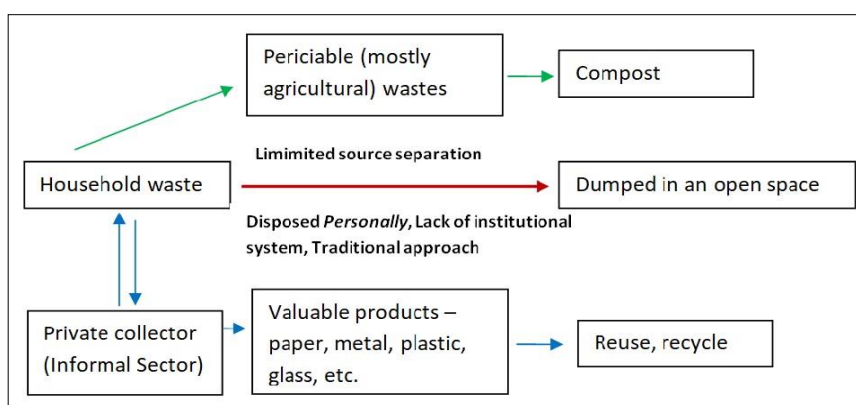 Periciable (mostly
agricultural) wastes
Compost
Limimited source separation
Household waste
Dumped in an open space
Disposed Personally, Lack of institutional
system, Traditional approach
Private collector
(Informal Sector)
Valuable products –
paper, metal, plastic,
glass, etc.
Reuse, recycle